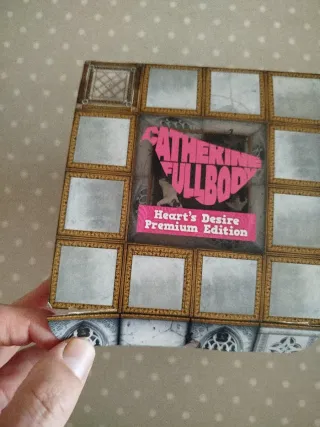 CATHERINE
FULLBODY
Heart's Desire
Premium Edition